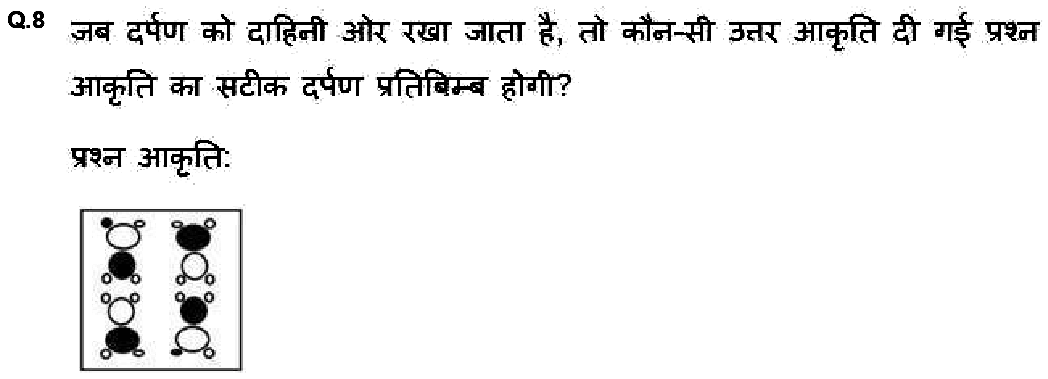 Q.8 जब दर्पण को दाहिनी ओर रखा जाता है, तो कौन-सी उत्तर आकृति दी गई प्रश्न
आकृति का सटीक दर्पण प्रतिबिम्ब होगी?
प्रश्न आकृति: